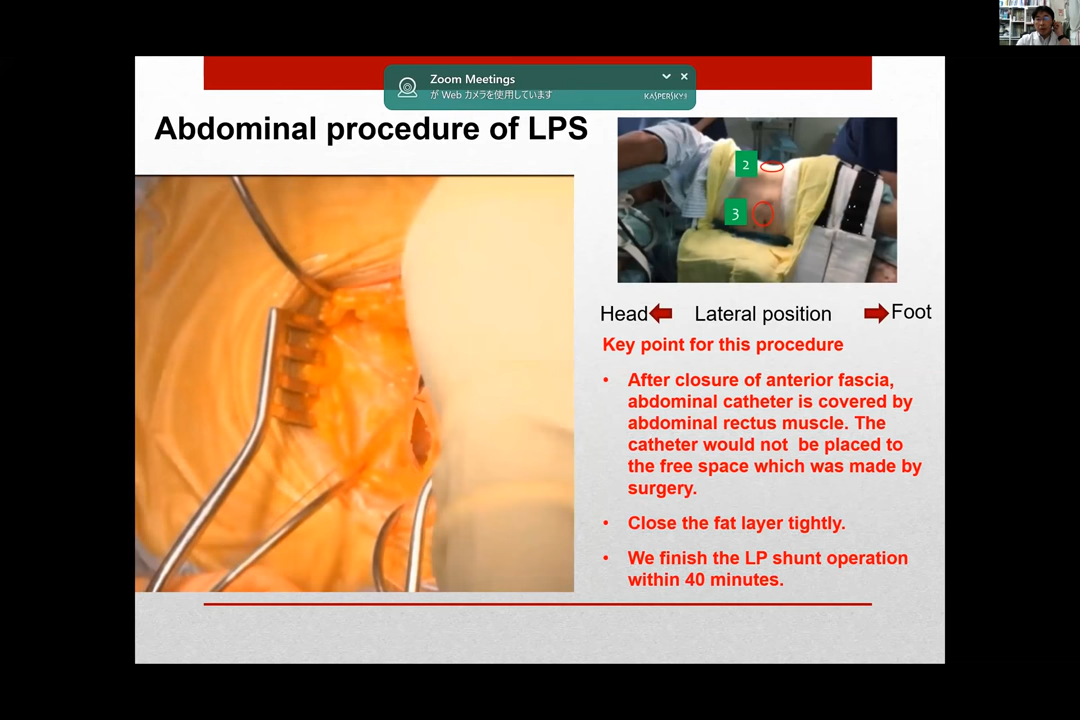 Zoom Meetings
が Web カメラを使用しています
KASPERSKY
Abdominal procedure of LPS
2
3
Head
Lateral position
Foot
Key point for this procedure
• After closure of anterior fascia,
abdominal catheter is covered by
abdominal rectus muscle. The
catheter would not be placed to
the free space which was made by
surgery.
• Close the fat layer tightly.
• We finish the LP shunt operation
within 40 minutes.